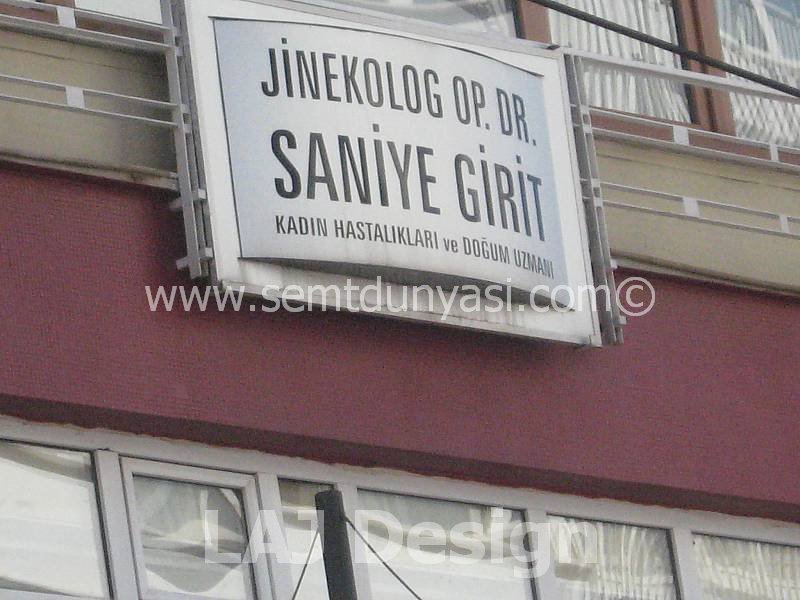 JİNEKOLOG OP. DR.
SANİYE GİRİT
KADIN HASTALIKLARI ve DOĞUM UZMANI
www.semtdunyasi.com©
LAJ Design